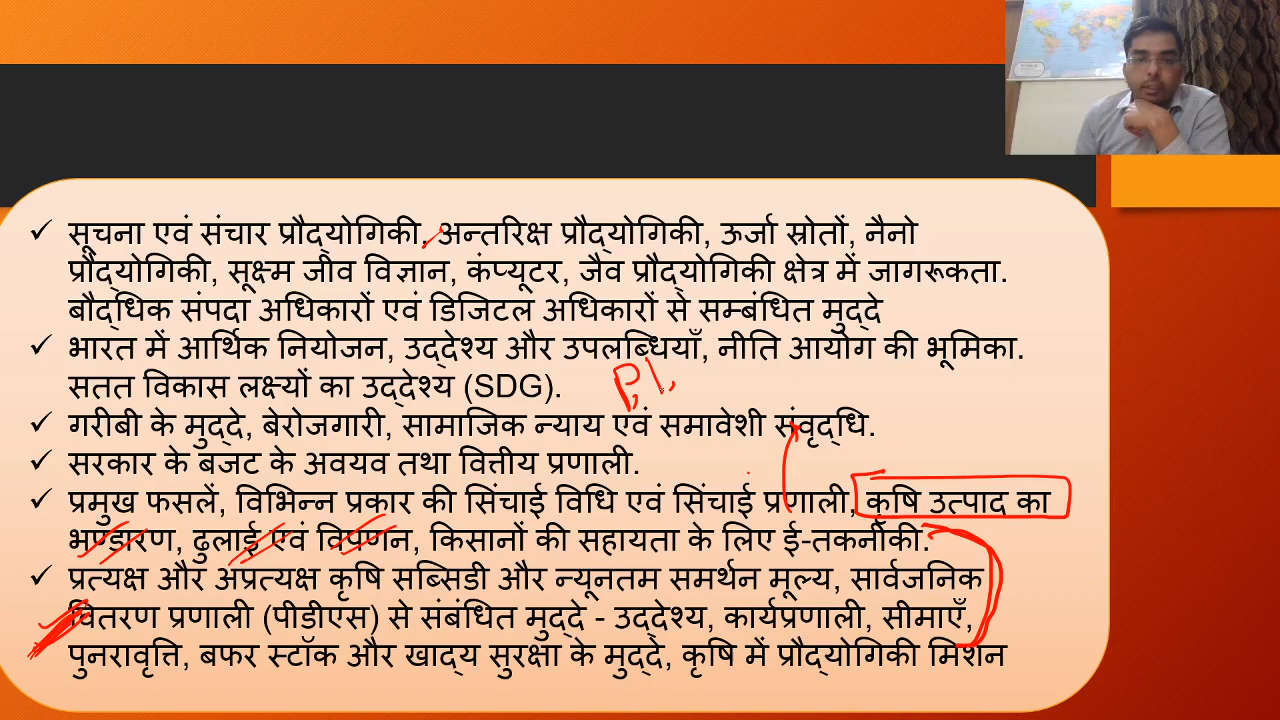 सूचना एवं संचार प्रौद्योगिकी, अन्तरिक्ष प्रौद्योगिकी, ऊर्जा स्रोतों, नैनो
प्रौद्योगिकी, सूक्ष्म जीव विज्ञान, कंप्यूटर, जैव प्रौद्योगिकी क्षेत्र में जागरूकता.
बौद्धिक संपदा अधिकारों एवं डिजिटल अधिकारों से सम्बंधित मुद्दे
भारत में आर्थिक नियोजन, उद्देश्य और उपलब्धियाँ, नीति आयोग की भूमिका.
सतत विकास लक्ष्यों का उद्देश्य (SDG).
गरीबी के मुद्दे, बेरोजगारी, सामाजिक न्याय एवं समावेशी संवृद्धि.
सरकार के बजट के अवयव तथा वित्तीय प्रणाली.
प्रमुख फसलें, विभिन्न प्रकार की सिंचाई विधि एवं सिंचाई प्रणाली, कृषि उत्पाद का
भण्डारण, ढुलाई एवं विपणन, किसानों की सहायता के लिए ई-तकनीकी.
प्रत्यक्ष और अप्रत्यक्ष कृषि सब्सिडी और न्यूनतम समर्थन मूल्य, सार्वजनिक
वितरण प्रणाली (पीडीएस) से संबंधित मुद्दे - उद्देश्य, कार्यप्रणाली, सीमाएँ,
पुनरावृत्ति, बफर स्टॉक और खाद्य सुरक्षा के मुद्दे, कृषि में प्रौद्योगिकी मिशन